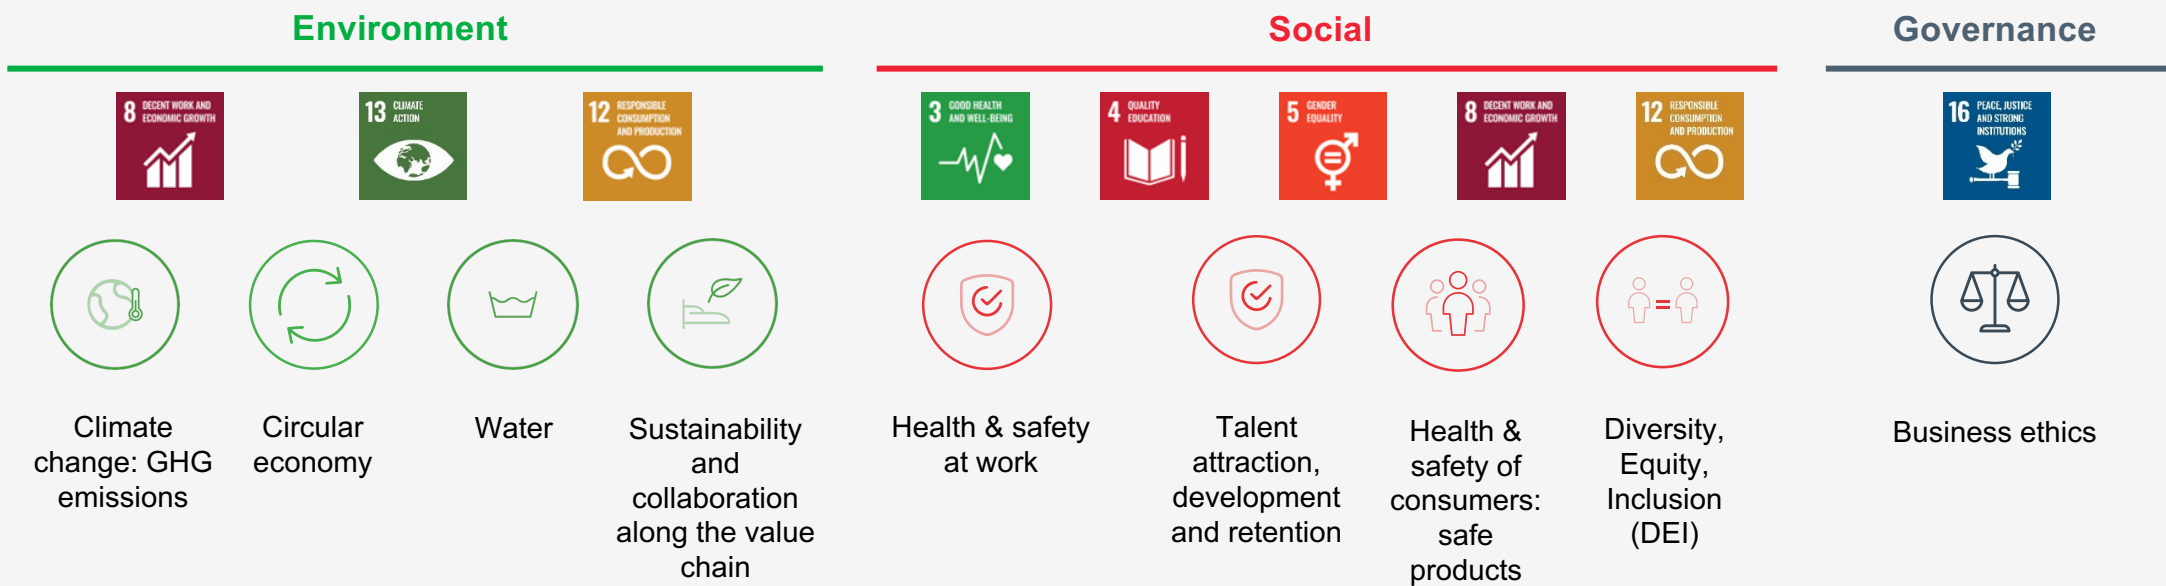 Environment
Social
Governance
8 DECENT WORK AND
ECONOMIC GROWTH
13 CLIMATE
ACTION
12 RESPONSIBLE
CONSUMPTION
AND PRODUCTION
3 GOOD HEALTH
AND WELL-BEING
4 QUALITY
EDUCATION
5 GENDER
EQUALITY
8 DECENT WORK AND
ECONOMIC GROWTH
12 RESPONSIBLE
CONSUMPTION
AND PRODUCTION
16 PEACE, JUSTICE
AND STRONG
INSTITUTIONS
Climate
change: GHG
emissions
Circular
economy
Water
Sustainability
and
collaboration
along the value
chain
Health & safety
at work
Talent
attraction,
development
and retention
Health &
safety of
consumers:
safe
products
Diversity,
Equity,
Inclusion
(DEI)
Business ethics